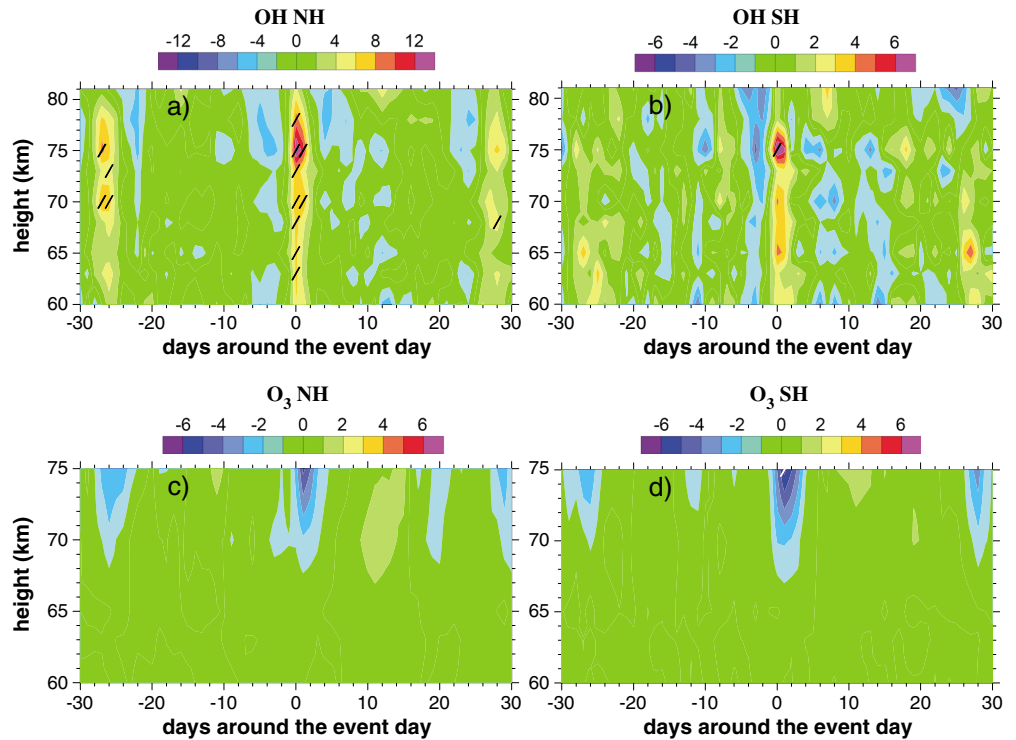 OH NH
-12 -8 -4 0 4 8 12
OH SH
-6 -4 -2 0 2 4 6
a)
80
75
70
65
60
height (km)
-30 -20 -10 0 10 20 30
days around the event day
b)
80
75
70
65
60
-30 -20 -10 0 10 20 30
days around the event day
O3 NH
-6 -4 -2 0 2 4 6
O3 SH
-6 -4 -2 0 2 4 6
c)
75
70
65
60
height (km)
-30 -20 -10 0 10 20 30
days around the event day
d)
75
70
65
60
-30 -20 -10 0 10 20 30
days around the event day